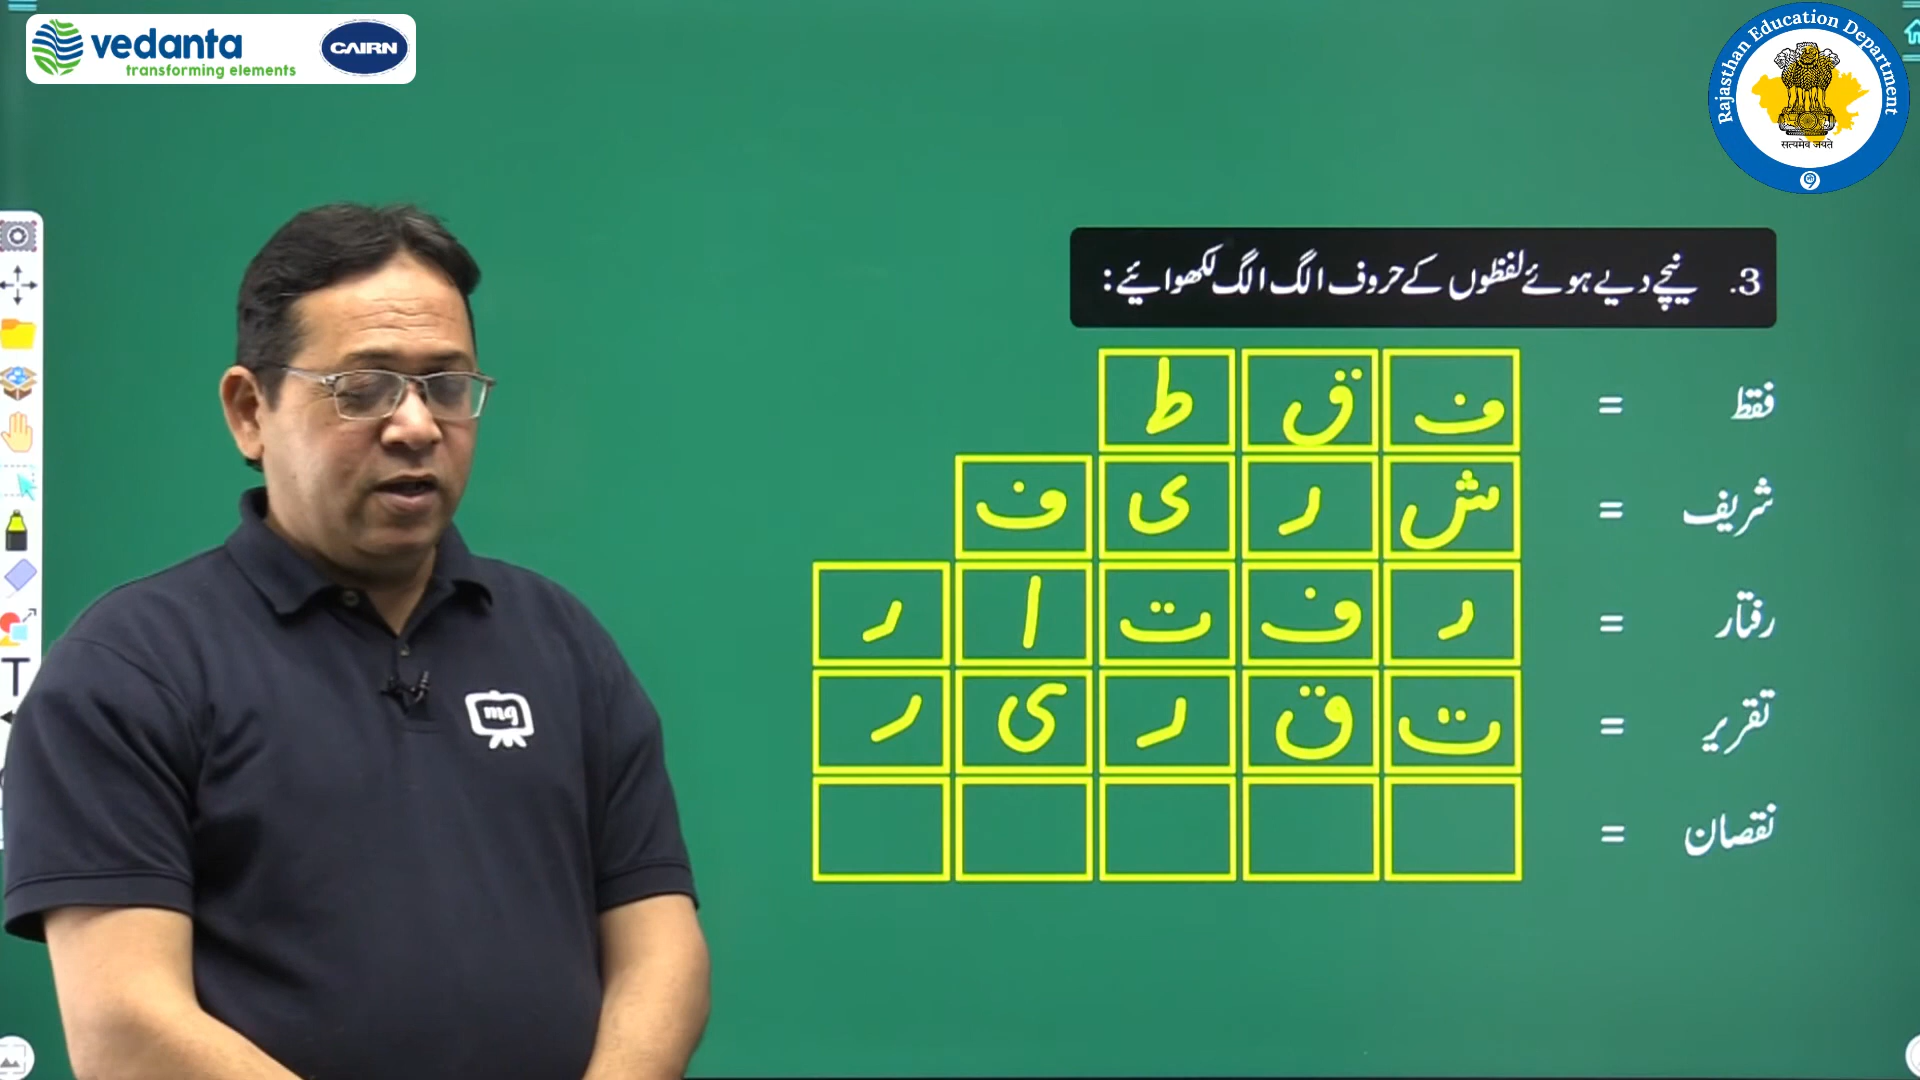 vedanta
transforming elements
CAIRN
Rajasthan Education Department
सत्यमेव जयते
3. نیچے دیے ہوئے لفظوں کے حروف الگ الگ لکھوائیے:
فقط = ف ق ط
شریف = ش ر ی ف
رفتار = ر ف ت ا ر
تقریر = ت ق ر ی ر
نقصان =
mg
T